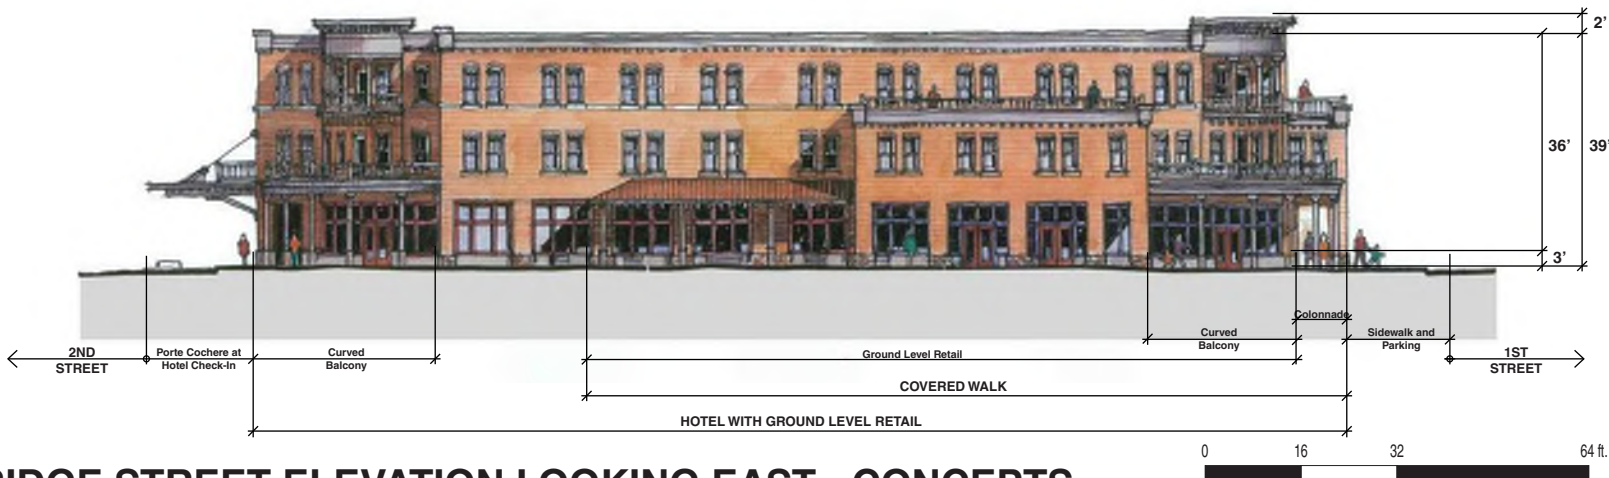 2'
36'
39'
3'
Colonnade
2ND
STREET
Porte Cochere at
Hotel Check-In
Curved
Balcony
Ground Level Retail
Curved
Balcony
Sidewalk and
Parking
1ST
STREET
COVERED WALK
HOTEL WITH GROUND LEVEL RETAIL
0 16 32 64 ft.
STREET ELEVATION LOOKING EAST - CONCEPTS